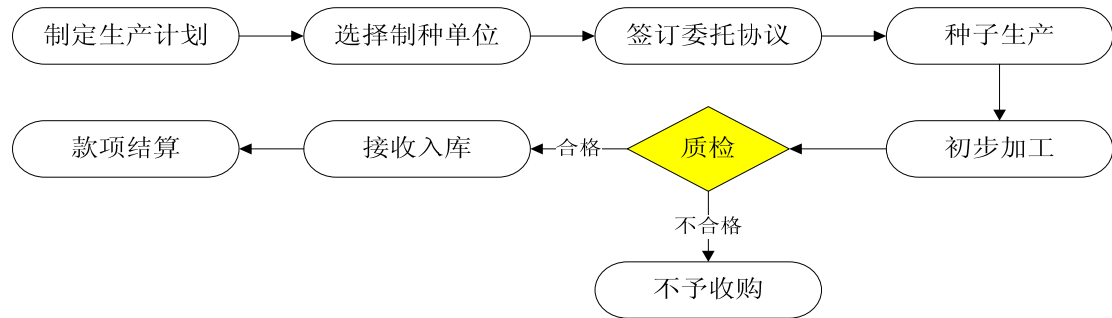 制定生产计划
选择制种单位
签订委托协议
种子生产
款项结算
接收入库
合格
质检
初步加工
不合格
不予收购